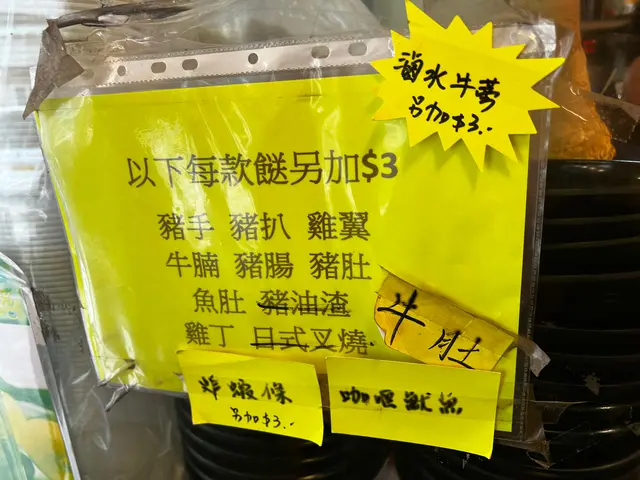 滷水牛蒡
另加$3.-
以下每款餸另加$3
豬手 豬扒 雞翼
牛腩 豬腸 豬肚
魚肚 豬油渣
雞丁 日式叉燒
牛肚
炸蝦條
另加$3.-
咖喱魷魚